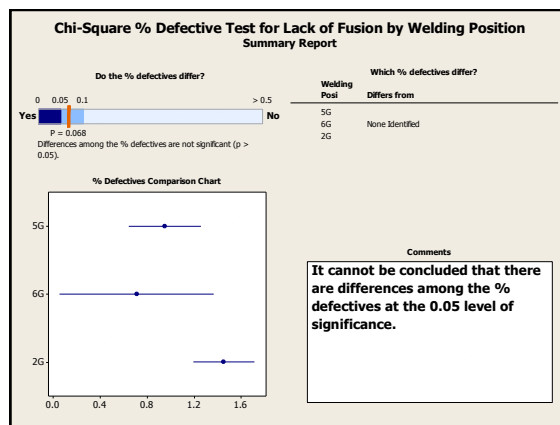 Chi-Square % Defective Test for Lack of Fusion by Welding Position
Summary Report
Do the % defectives differ?
0 0.05 0.1 > 0.5
Yes No
P = 0.068
Differences among the % defectives are not significant (p >
0.05).
Which % defectives differ?
Welding
Posi Differs from
5G
6G None Identified
2G
% Defectives Comparison Chart
5G
6G
2G
0.0 0.4 0.8 1.2 1.6
Comments
It cannot be concluded that there
are differences among the %
defectives at the 0.05 level of
significance.